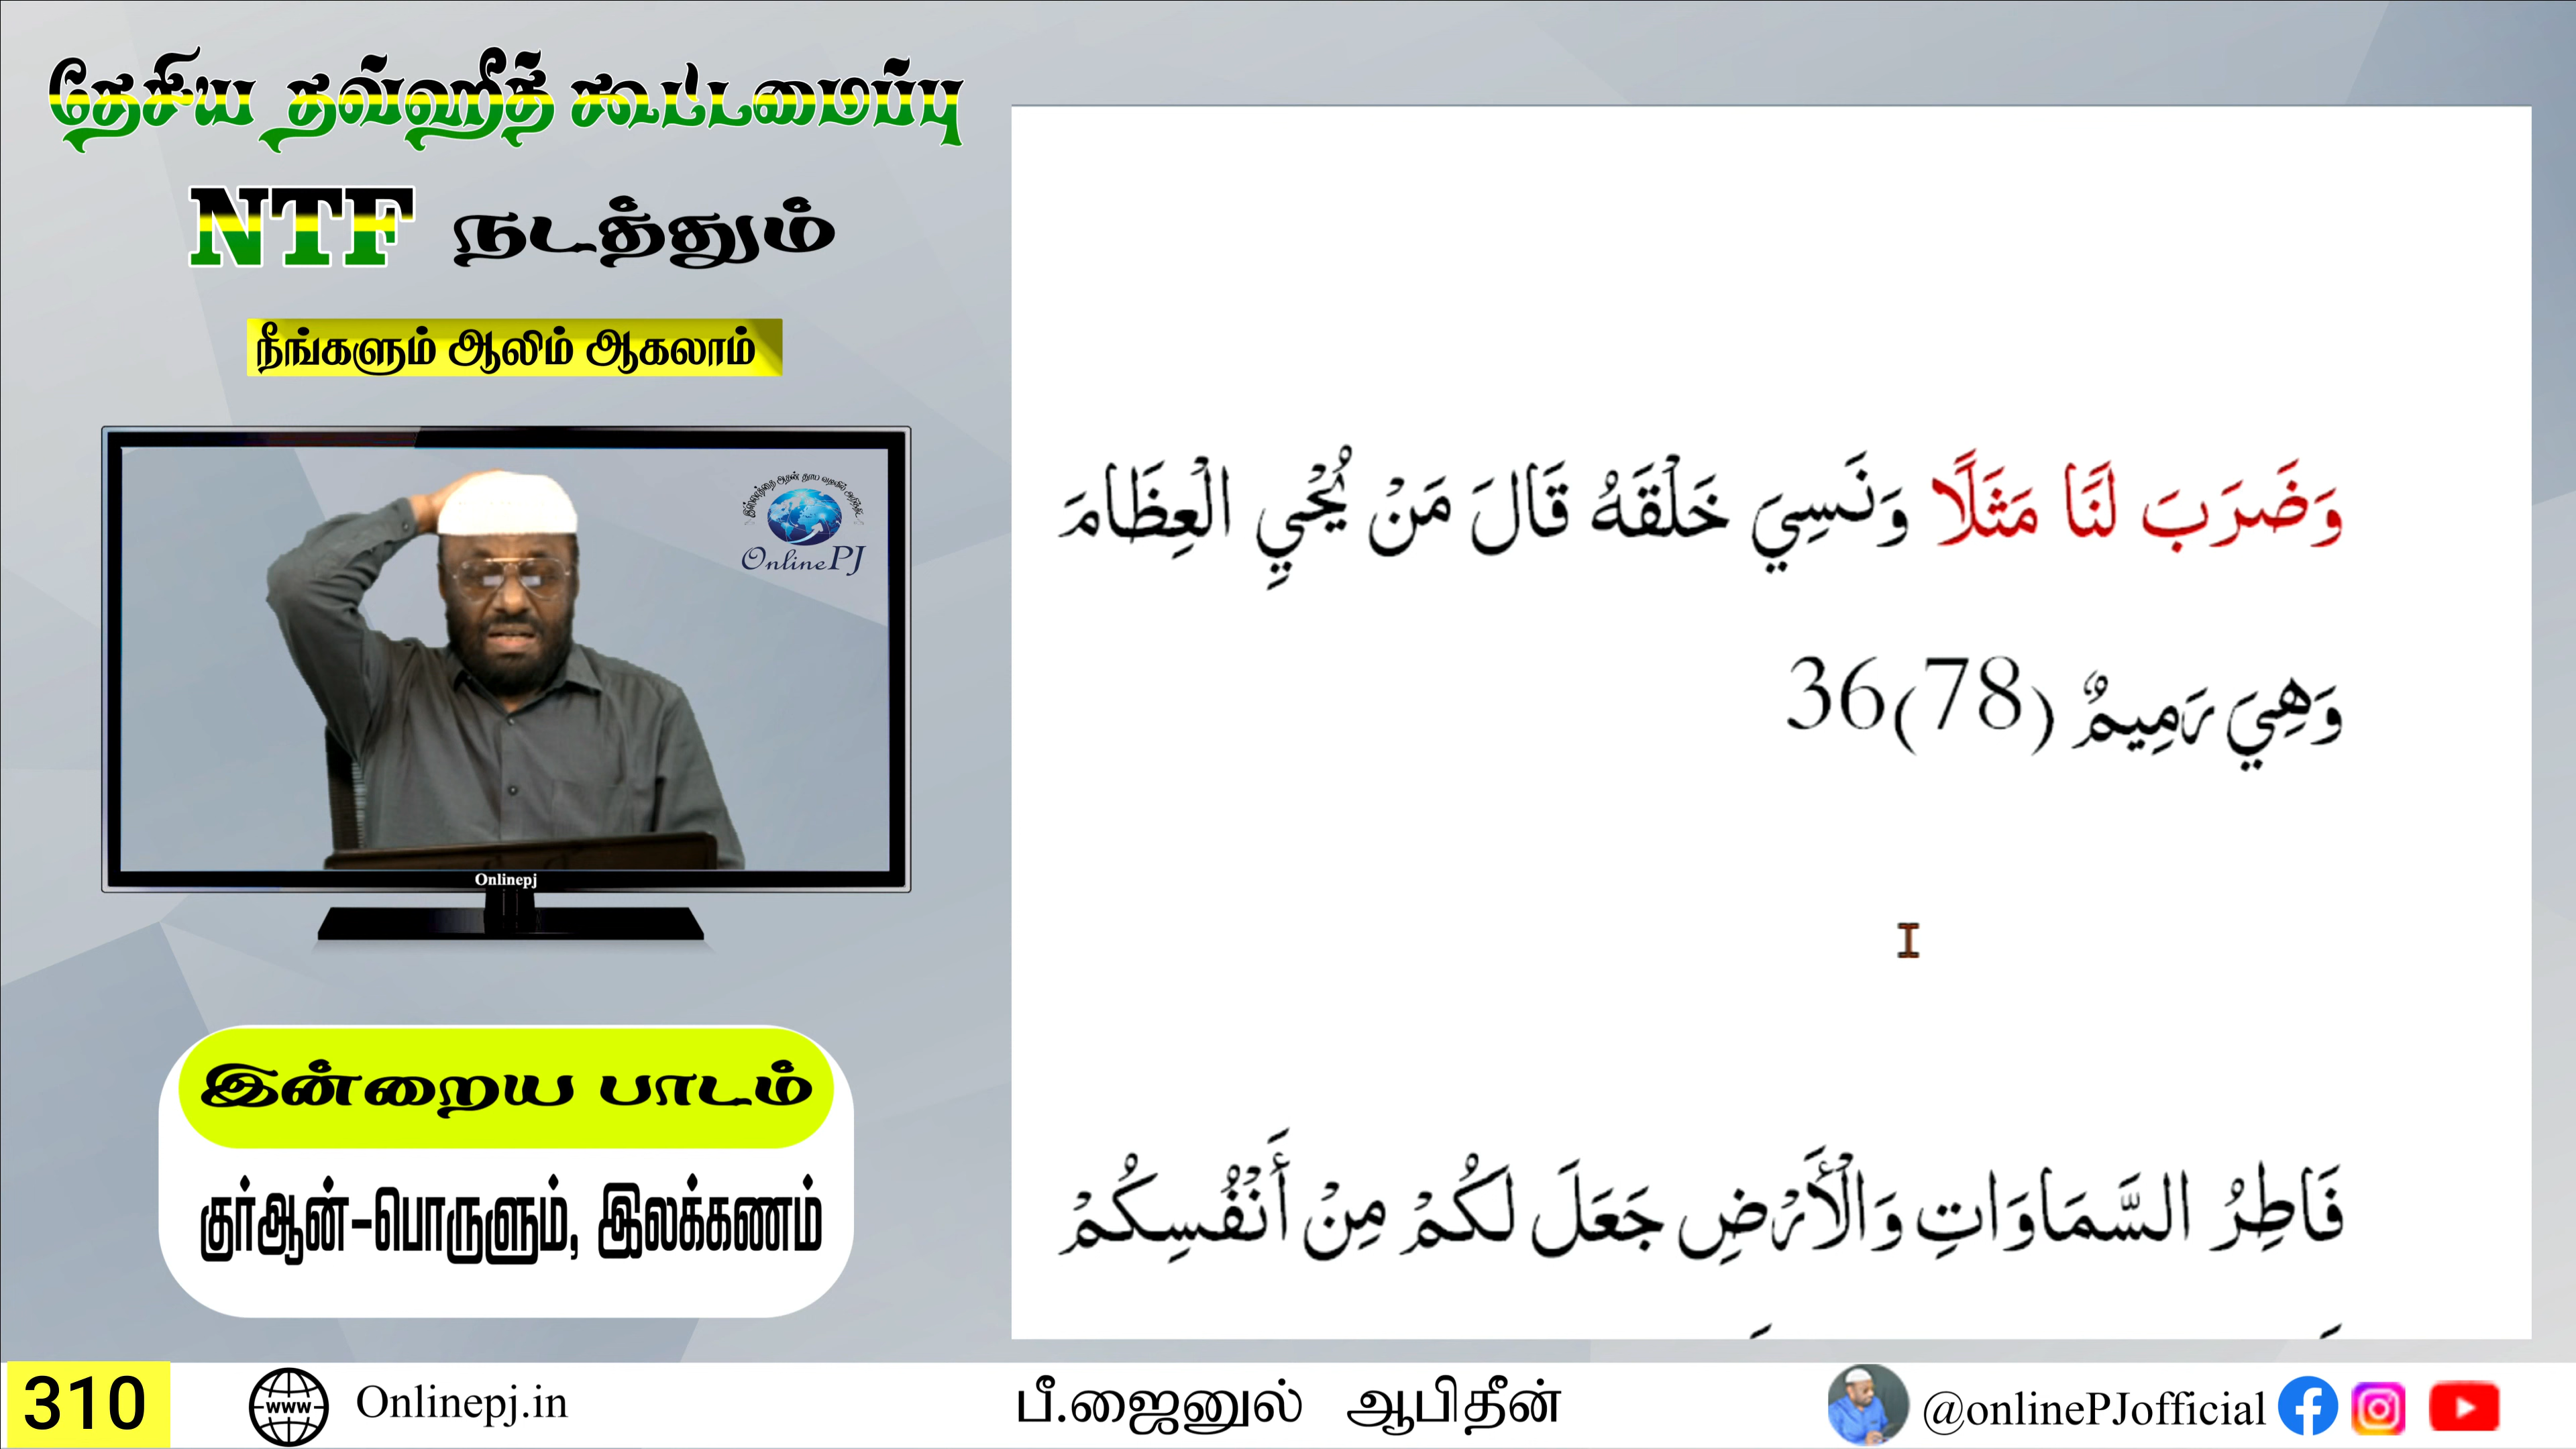 தேசிய தவ்ஹீத் கூட்டமைப்பு
NTF நடத்தும்
நீங்களும் ஆலிம் ஆகலாம்
OnlinePJ
Onlinepj
இன்றைய பாடம்
குர்ஆன்-பொருளும், இலக்கணம்
وَضَرَبَ لَنَا مَثَلًا وَنَسِيَ خَلْقَهُ قَالَ مَنْ يُحْيِي الْعِظَامَ
وَهِيَ رَمِيمٌ (78)36
فَاطِرُ السَّمَاوَاتِ وَالْأَرْضِ جَعَلَ لَكُمْ مِنْ أَنْفُسِكُمْ
310
www
Onlinepj.in
பீ.ஜைனுல் ஆபிதீன்
@onlinePJofficial